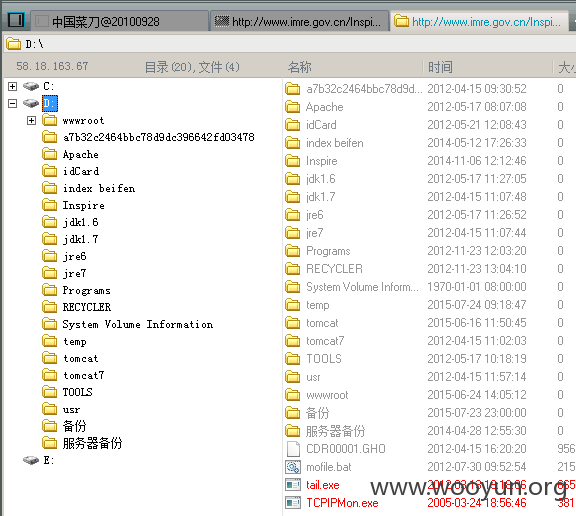 中国菜刀@20100928 http://www.imre.gov.cn/Inspi... http://www.imre.gov.cn/Inspi...
D:\
58.18.163.67 目录(20),文件(4) 名称 时间 大小
C:
D:
wwwroot
a7b32c2464bbc78d9dc396642fd03478
Apache
idCard
index beifen
Inspire
jdk1.6
jdk1.7
jre6
jre7
Programs
RECYCLER
System Volume Information
temp
tomcat
tomcat7
TOOLS
usr
备份
服务器备份
E:
a7b32c2464bbc78d9d... 2012-04-15 09:30:52 0
Apache 2012-05-17 08:07:08 0
idCard 2012-05-21 12:08:43 0
index beifen 2014-05-12 17:26:33 0
Inspire 2014-11-06 12:12:46 0
jdk1.6 2012-05-17 11:27:05 0
jdk1.7 2012-04-15 11:07:48 0
jre6 2012-05-17 11:26:52 0
jre7 2012-04-15 11:07:44 0
Programs 2012-11-23 12:03:20 0
RECYCLER 2012-11-23 13:04:10 0
System Volume Inform... 1970-01-01 08:00:00 0
temp 2015-07-24 09:18:47 0
tomcat 2015-06-16 11:50:45 0
tomcat7 2012-04-15 11:02:03 0
TOOLS 2012-05-17 10:18:19 0
usr 2012-04-15 11:57:14 0
wwwroot 2015-06-24 14:05:12 0
备份 2015-07-23 23:00:00 0
服务器备份 2014-04-28 12:55:30 0
CDR00001.GHO 2012-04-15 16:20:20 956
mofile.bat 2012-07-30 09:52:54 215
tail.exe
TCPIPMon.exe 2005-03-24 18:56:46 381
www.wooyun.org